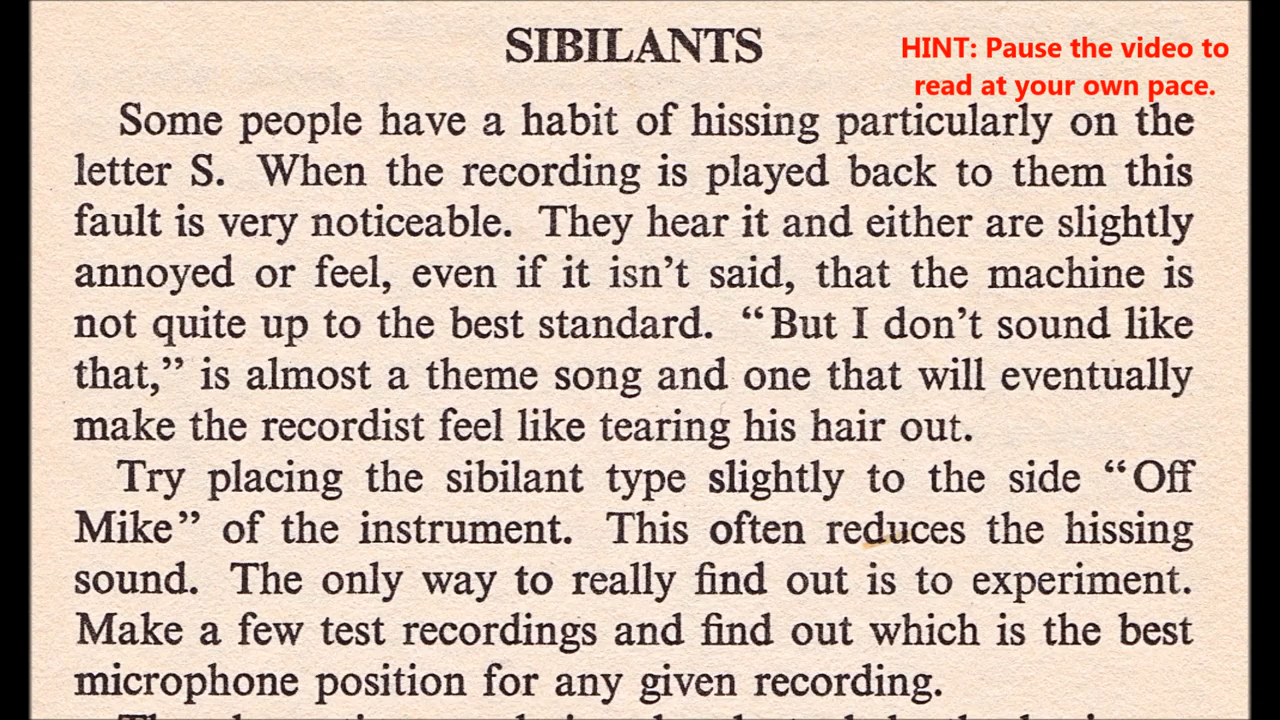 SIBILANTS
HINT: Pause the video to
read at your own pace.
Some people have a habit of hissing particularly on the
letter S. When the recording is played back to them this
fault is very noticeable. They hear it and either are slightly
annoyed or feel, even if it isn't said, that the machine is
not quite up to the best standard. “But I don't sound like
that,” is almost a theme song and one that will eventually
make the recordist feel like tearing his hair out.
Try placing the sibilant type slightly to the side “Off
Mike” of the instrument. This often reduces the hissing
sound. The only way to really find out is to experiment.
Make a few test recordings and find out which is the best
microphone position for any given recording.